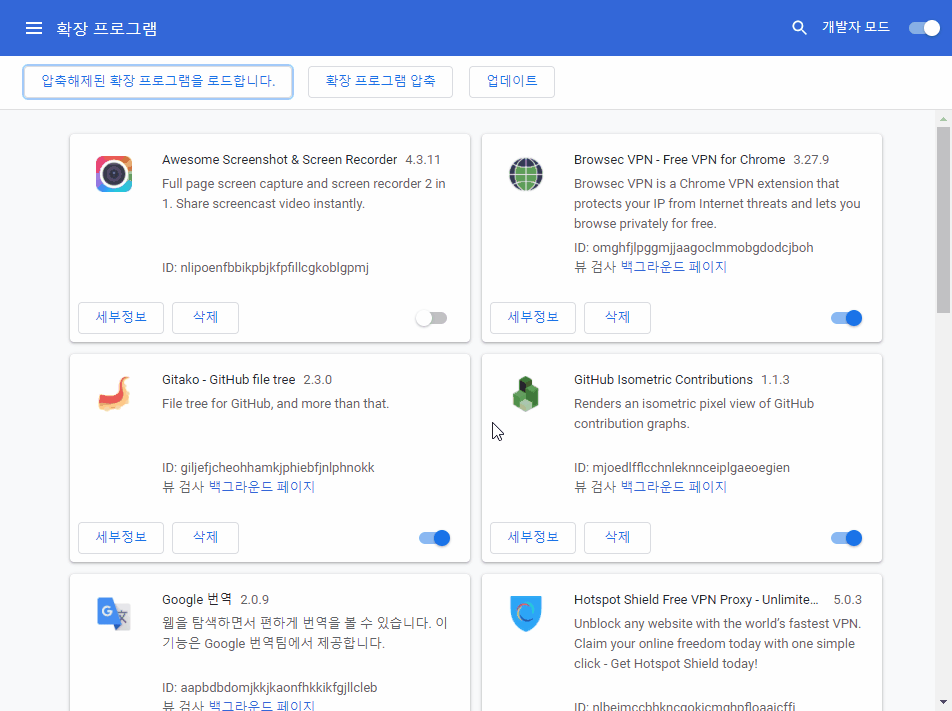 확장 프로그램
개발자 모드
압축해제된 확장 프로그램을 로드합니다.
확장 프로그램 압축
업데이트
Awesome Screenshot & Screen Recorder 4.3.11
Full page screen capture and screen recorder 2 in
1. Share screencast video instantly.
ID: nlipoenfbbikpbjkfpfillcgkoblgpmj
세부정보
삭제
Browsec VPN - Free VPN for Chrome 3.27.9
Browsec VPN is a Chrome VPN extension that
protects your IP from Internet threats and lets you
browse privately for free.
ID: omghfjlpggmjjaagoclmmobgdodcjboh
뷰 검사 백그라운드 페이지
세부정보
삭제
Gitako - GitHub file tree 2.3.0
File tree for GitHub, and more than that.
ID: giljefjcheohhamkjphiebfjnlphnokk
뷰 검사 백그라운드 페이지
세부정보
삭제
GitHub Isometric Contributions 1.1.3
Renders an isometric pixel view of GitHub
contribution graphs.
ID: mjoedlfflcchnleknnceiplgaeoegien
뷰 검사 백그라운드 페이지
세부정보
삭제
Google 번역 2.0.9
웹을 탐색하면서 편하게 번역을 볼 수 있습니다. 이
기능은 Google 번역팀에서 제공합니다.
ID: aapbdbdomjkkjkaonfhkkikfgjllcleb
뷰 검사 백그라운드 페이지
Hotspot Shield Free VPN Proxy - Unlimite... 5.0.3
Unblock any website with the world's fastest VPN.
Claim your online freedom today with one simple
click - Get Hotspot Shield today!
ID: nlbejmccbhkncgokjcmghpfloaajcffj